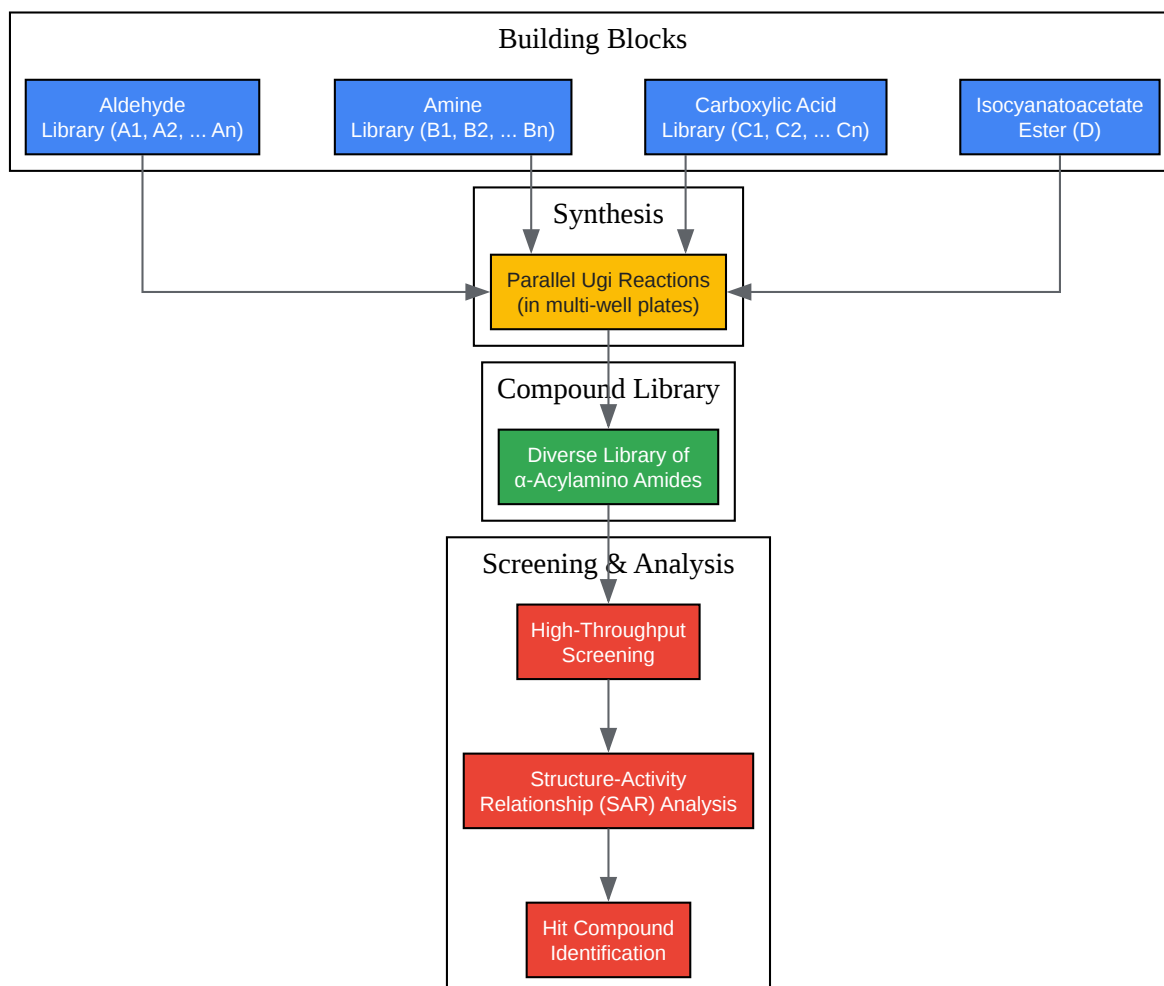 Building Blocks
Aldehyde
Library (A1, A2, ... An)
Amine
Library (B1, B2, ... Bn)
Carboxylic Acid
Library (C1, C2, ... Cn)
Isocyanatoacetate
Ester (D)
Synthesis
Parallel Ugi Reactions
(in multi-well plates)
Compound Library
Diverse Library of
α-Acylamino Amides
Screening & Analysis
High-Throughput
Screening
Structure-Activity
Relationship (SAR) Analysis
Hit Compound
Identification